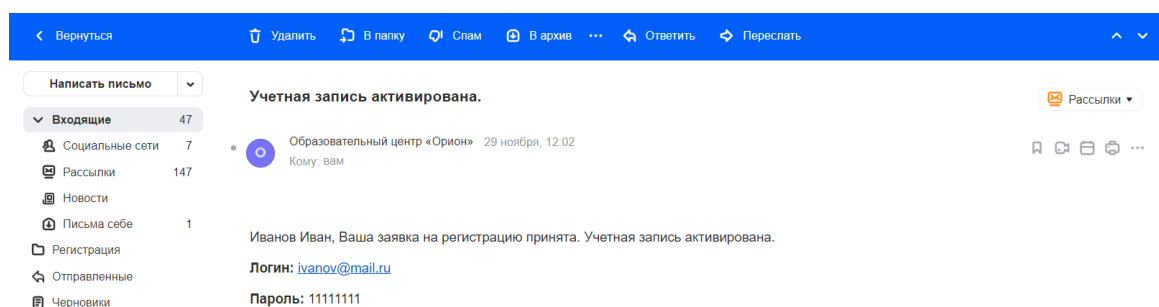 Вернуться Удалить В папку Спам В архив ··· Ответить Переслать
Написать письмо
Учетная запись активирована.
Рассылки
Входящие 47
Образовательный центр «Орион» 29 ноября, 12:02
О
Кому: вам
Социальные сети 7
Рассылки 147
Новости
Письма себе 1
Иванов Иван, Ваша заявка на регистрацию принята. Учетная запись активирована.
Регистрация
Логин: ivanov@mail.ru
Отправленные
Пароль: 11111111
Черновики